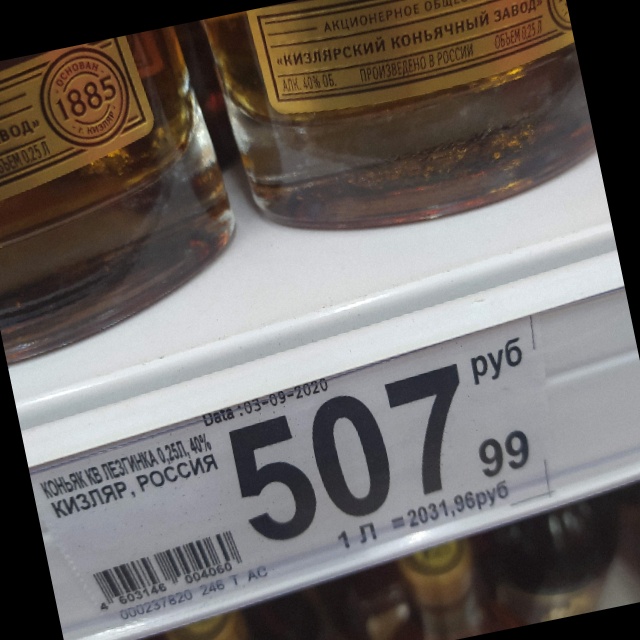 АКЦИОНЕРНОЕ ОБЩЕ
«КИЗЛЯРСКИЙ КОНЬЯЧНЫЙ ЗАВОД»
АЛК. 40% ОБ. ПРОИЗВЕДЕНО В РОССИИ ОБЪЕМ 0,25 Л
ОСНОВАН
1885
Г. КИЗЛЯР
ЗАВОД»
ОБЪЕМ 0,25 Л
Data :03-09-2020
КОНЬЯК КВ ЛЕЗГИНКА 0,25Л, 40%
КИЗЛЯР, РОССИЯ
507 руб
99
1 Л =2031,96руб
4 603146 004060
000237820 246 1 АС